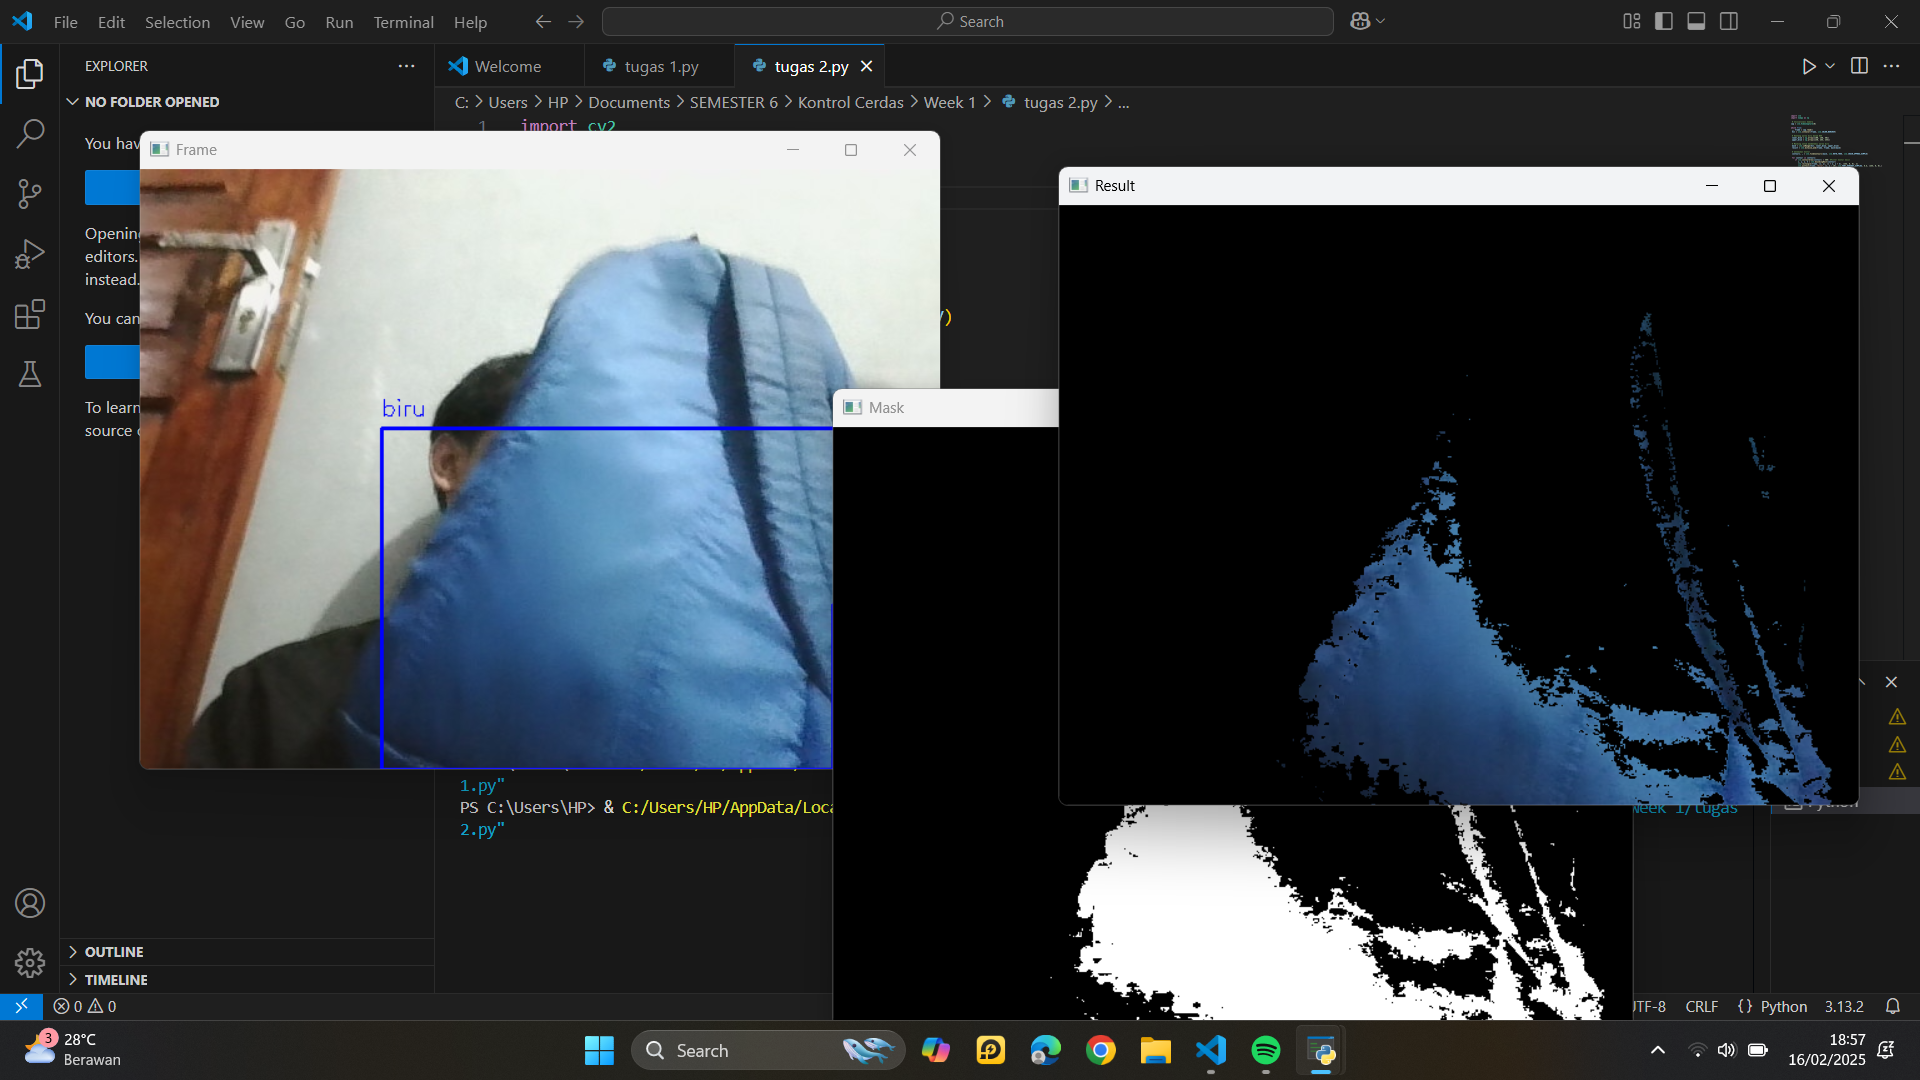 File Edit Selection View Go Run Terminal Help
Search
EXPLORER
Welcome
tugas 1.py
tugas 2.py
NO FOLDER OPENED
C: > Users > HP > Documents > SEMESTER 6 > Kontrol Cerdas > Week 1 > tugas 2.py > ...
1 import cv2
You hav
Frame
Result
Opening
editors.
instead.
You can
)
To learn
source
biru
Mask
1.py"
PS C:\Users\HP> & C:/Users/HP/AppData/Loca
Week 1/tugas
2.py"
Python
OUTLINE
TIMELINE
0 0
UTF-8 CRLF {} Python 3.13.2
3
28°C
Berawan
Search
18:57
16/02/2025